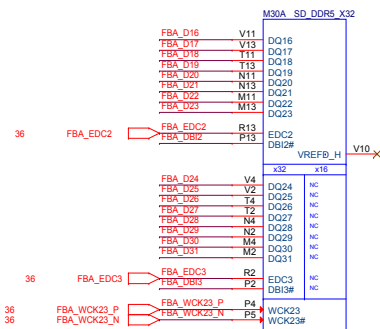 M30A SD_DDR5_X32
FBA_D16 V11 DQ16
FBA_D17 V13 DQ17
FBA_D18 T11 DQ18
FBA_D19 T13 DQ19
FBA_D20 N11 DQ20
FBA_D21 N13 DQ21
FBA_D22 M11 DQ22
FBA_D23 M13 DQ23
36 FBA_EDC2 FBA_EDC2 R13 EDC2
FBA_DBI2 P13 DBI2#
VREFD_H V10
x32 x16
FBA_D24 V4 DQ24 NC
FBA_D25 V2 DQ25 NC
FBA_D26 T4 DQ26 NC
FBA_D27 T2 DQ27 NC
FBA_D28 N4 DQ28 NC
FBA_D29 N2 DQ29 NC
FBA_D30 M4 DQ30 NC
FBA_D31 M2 DQ31 NC
36 FBA_EDC3 FBA_EDC3 R2 EDC3 NC
FBA_DBI3 P2 DBI3# NC
36 FBA_WCK23_P FBA_WCK23_P P4 WCK23
36 FBA_WCK23_N FBA_WCK23_N P5 WCK23#